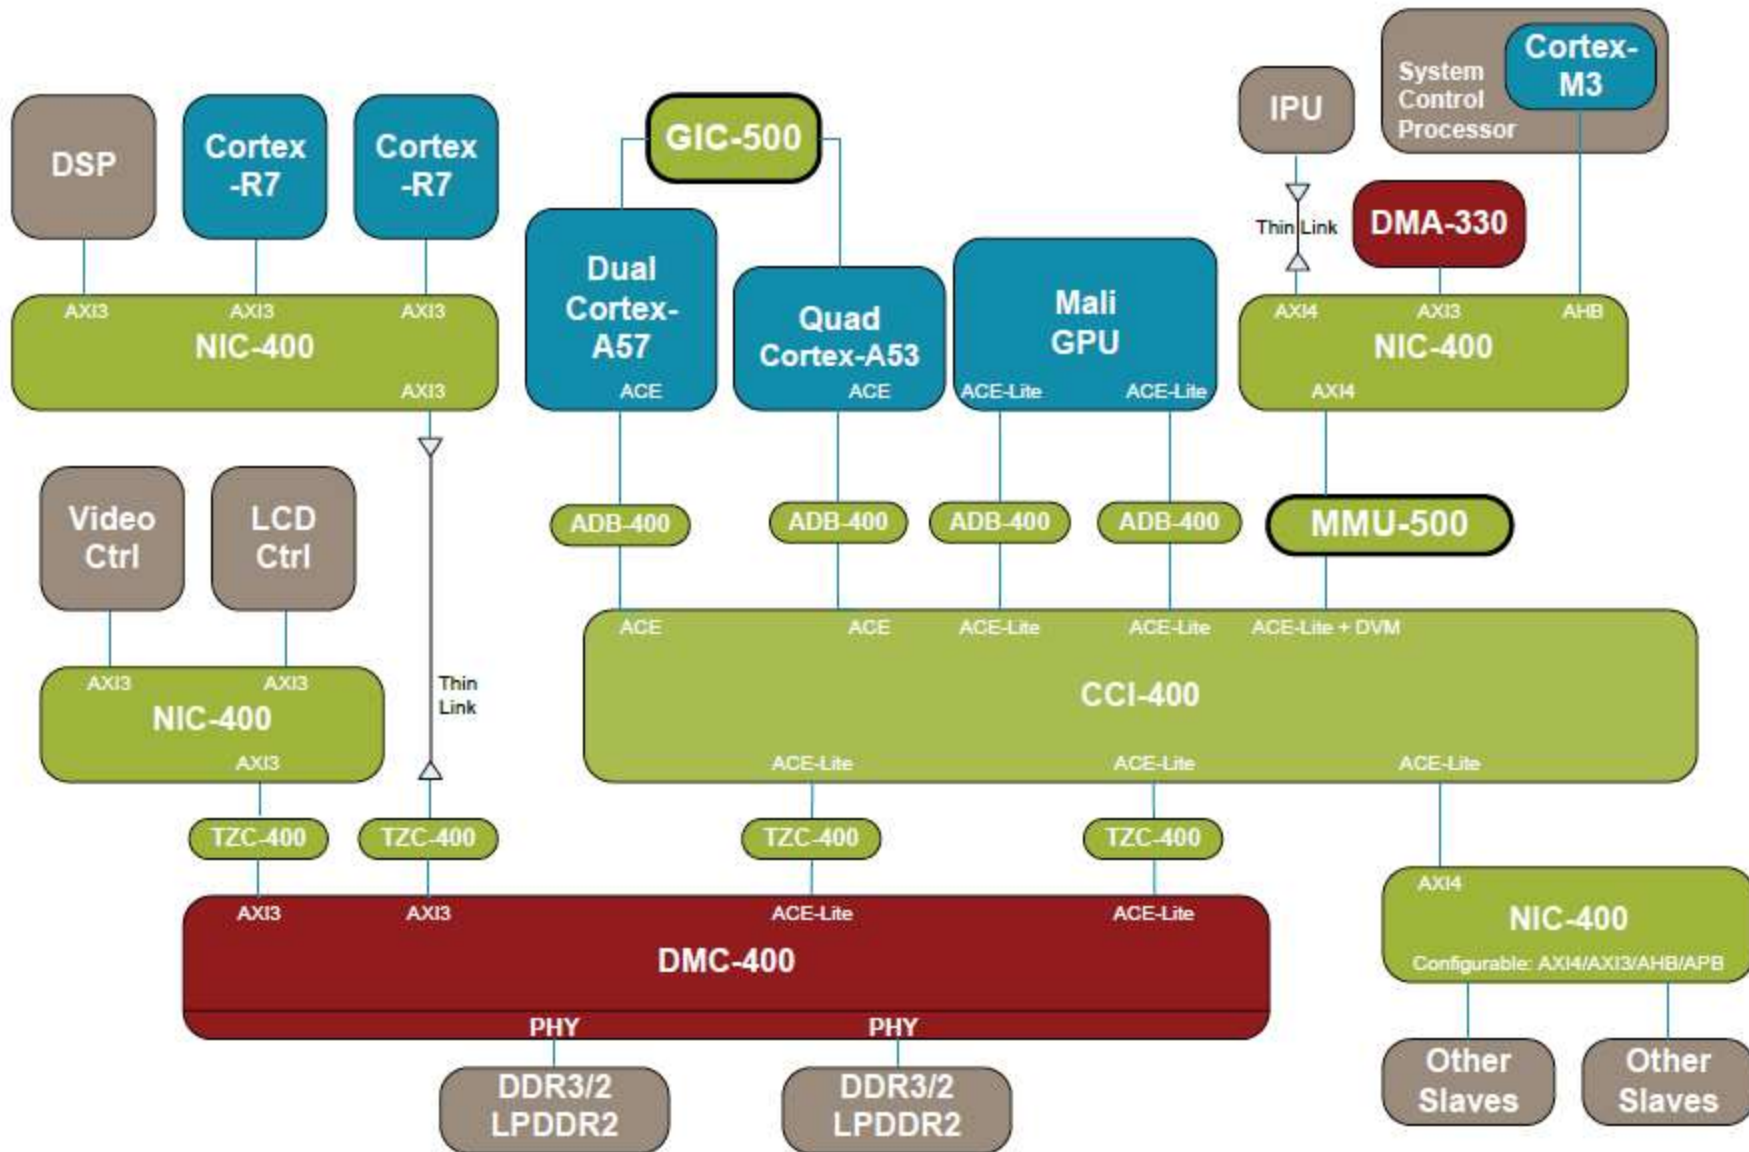 Cortex-
M3
System
Control
Processor
IPU
GIC-500
DSP
Cortex
-R7
Cortex
-R7
Thin Link
DMA-330
Dual
Cortex-
A57
ACE
Quad
Cortex-A53
ACE
Mali
GPU
ACE-Lite
ACE-Lite
AXI3
AXI3
AXI3
NIC-400
AXI3
AXI4
AXI3
AHB
NIC-400
AXI4
Video
Ctrl
LCD
Ctrl
ADB-400
ADB-400
ADB-400
ADB-400
MMU-500
AXI3
AXI3
NIC-400
AXI3
Thin
Link
ACE
ACE
ACE-Lite
ACE-Lite
ACE-Lite + DVM
CCI-400
ACE-Lite
ACE-Lite
ACE-Lite
TZC-400
TZC-400
TZC-400
TZC-400
AXI3
AXI3
ACE-Lite
ACE-Lite
DMC-400
PHY
PHY
AXI4
NIC-400
Configurable: AXI4/AXI3/AHB/APB
DDR3/2
LPDDR2
DDR3/2
LPDDR2
Other
Slaves
Other
Slaves